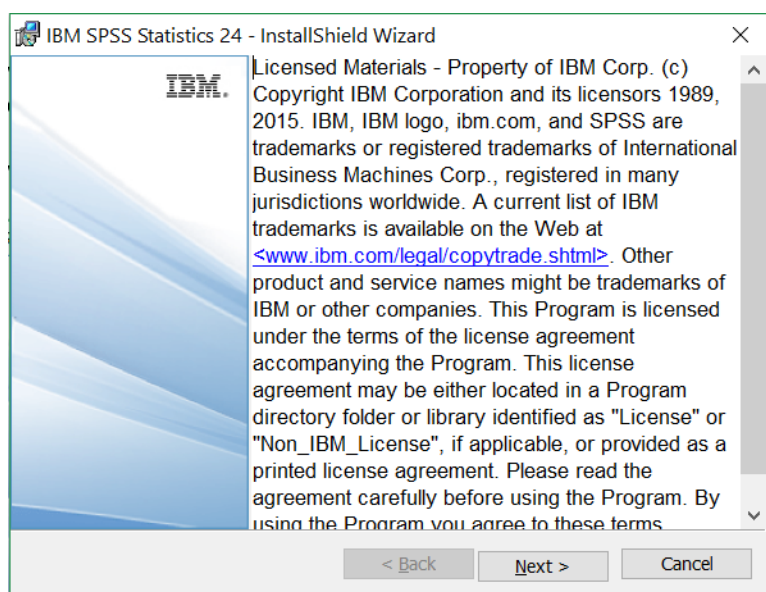 IBM SPSS Statistics 24 - InstallShield Wizard
IBM.
Licensed Materials - Property of IBM Corp. (c)
Copyright IBM Corporation and its licensors 1989,
2015. IBM, IBM logo, ibm.com, and SPSS are
trademarks or registered trademarks of International
Business Machines Corp., registered in many
jurisdictions worldwide. A current list of IBM
trademarks is available on the Web at
<www.ibm.com/legal/copytrade.shtml>. Other
product and service names might be trademarks of
IBM or other companies. This Program is licensed
under the terms of the license agreement
accompanying the Program. This license
agreement may be either located in a Program
directory folder or library identified as "License" or
"Non_IBM_License", if applicable, or provided as a
printed license agreement. Please read the
agreement carefully before using the Program. By
using the Program you agree to these terms.
< Back Next > Cancel